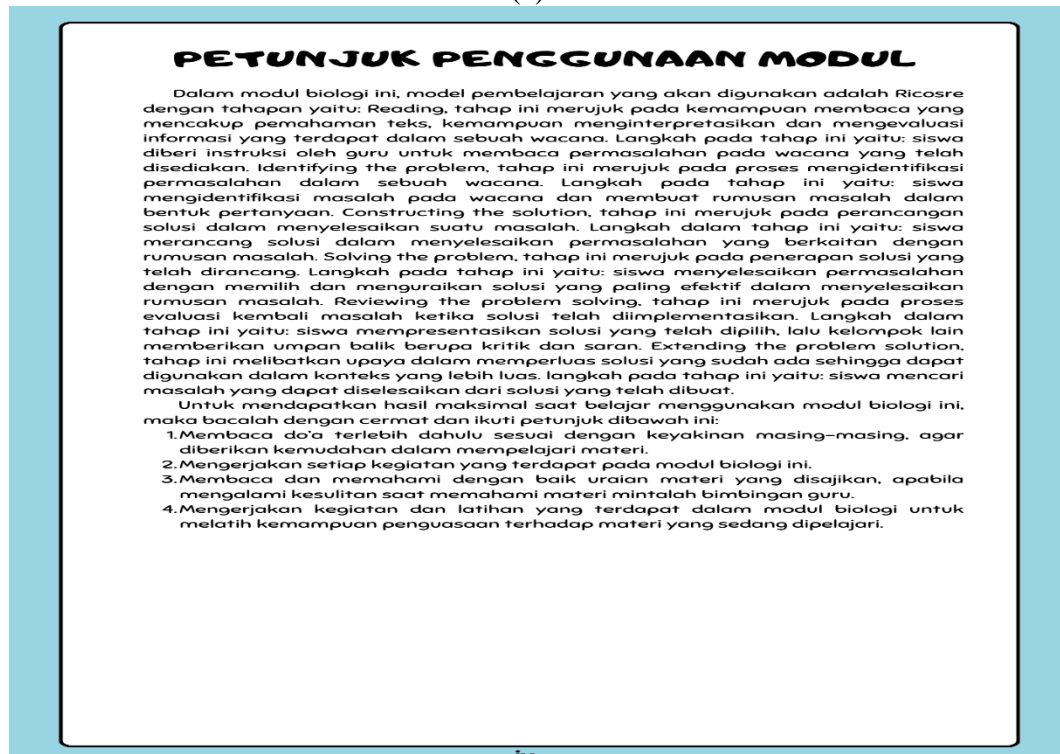 PETUNJUK PENGGUNAAN MODUL
Dalam modul biologi ini, model pembelajaran yang akan digunakan adalah Ricosre
dengan tahapan yaitu: Reading, tahap ini merujuk pada kemampuan membaca yang
mencakup pemahaman teks, kemampuan menginterpretasikan dan mengevaluasi
informasi yang terdapat dalam sebuah wacana. Langkah pada tahap ini yaitu: siswa
diberi instruksi oleh guru untuk membaca permasalahan pada wacana yang telah
disediakan. Identifying the problem, tahap ini merujuk pada proses mengidentifikasi
permasalahan dalam sebuah wacana. Langkah pada tahap ini yaitu: siswa
mengidentifikasi masalah pada wacana dan membuat rumusan masalah dalam
bentuk pertanyaan. Constructing the solution, tahap ini merujuk pada perancangan
solusi dalam menyelesaikan suatu masalah. Langkah dalam tahap ini yaitu: siswa
merancang solusi dalam menyelesaikan permasalahan yang berkaitan dengan
rumusan masalah. Solving the problem, tahap ini merujuk pada penerapan solusi yang
telah dirancang. Langkah pada tahap ini yaitu: siswa menyelesaikan permasalahan
dengan memilih dan menguraikan solusi yang paling efektif dalam menyelesaikan
rumusan masalah. Reviewing the problem solving, tahap ini merujuk pada proses
evaluasi kembali masalah ketika solusi telah diimplementasikan. Langkah dalam
tahap ini yaitu: siswa mempresentasikan solusi yang telah dipilih, lalu kelompok lain
memberikan umpan balik berupa kritik dan saran. Extending the problem solution,
tahap ini melibatkan upaya dalam memperluas solusi yang sudah ada sehingga dapat
digunakan dalam konteks yang lebih luas. langkah pada tahap ini yaitu: siswa mencari
masalah yang dapat diselesaikan dari solusi yang telah dibuat.
Untuk mendapatkan hasil maksimal saat belajar menggunakan modul biologi ini,
maka bacalah dengan cermat dan ikuti petunjuk dibawah ini:
1.Membaca do'a terlebih dahulu sesuai dengan keyakinan masing-masing, agar
diberikan kemudahan dalam mempelajari materi.
2.Mengerjakan setiap kegiatan yang terdapat pada modul biologi ini.
3.Membaca dan memahami dengan baik uraian materi yang disajikan, apabila
mengalami kesulitan saat memahami materi mintalah bimbingan guru.
4.Mengerjakan kegiatan dan latihan yang terdapat dalam modul biologi untuk
melatih kemampuan penguasaan terhadap materi yang sedang dipelajari.